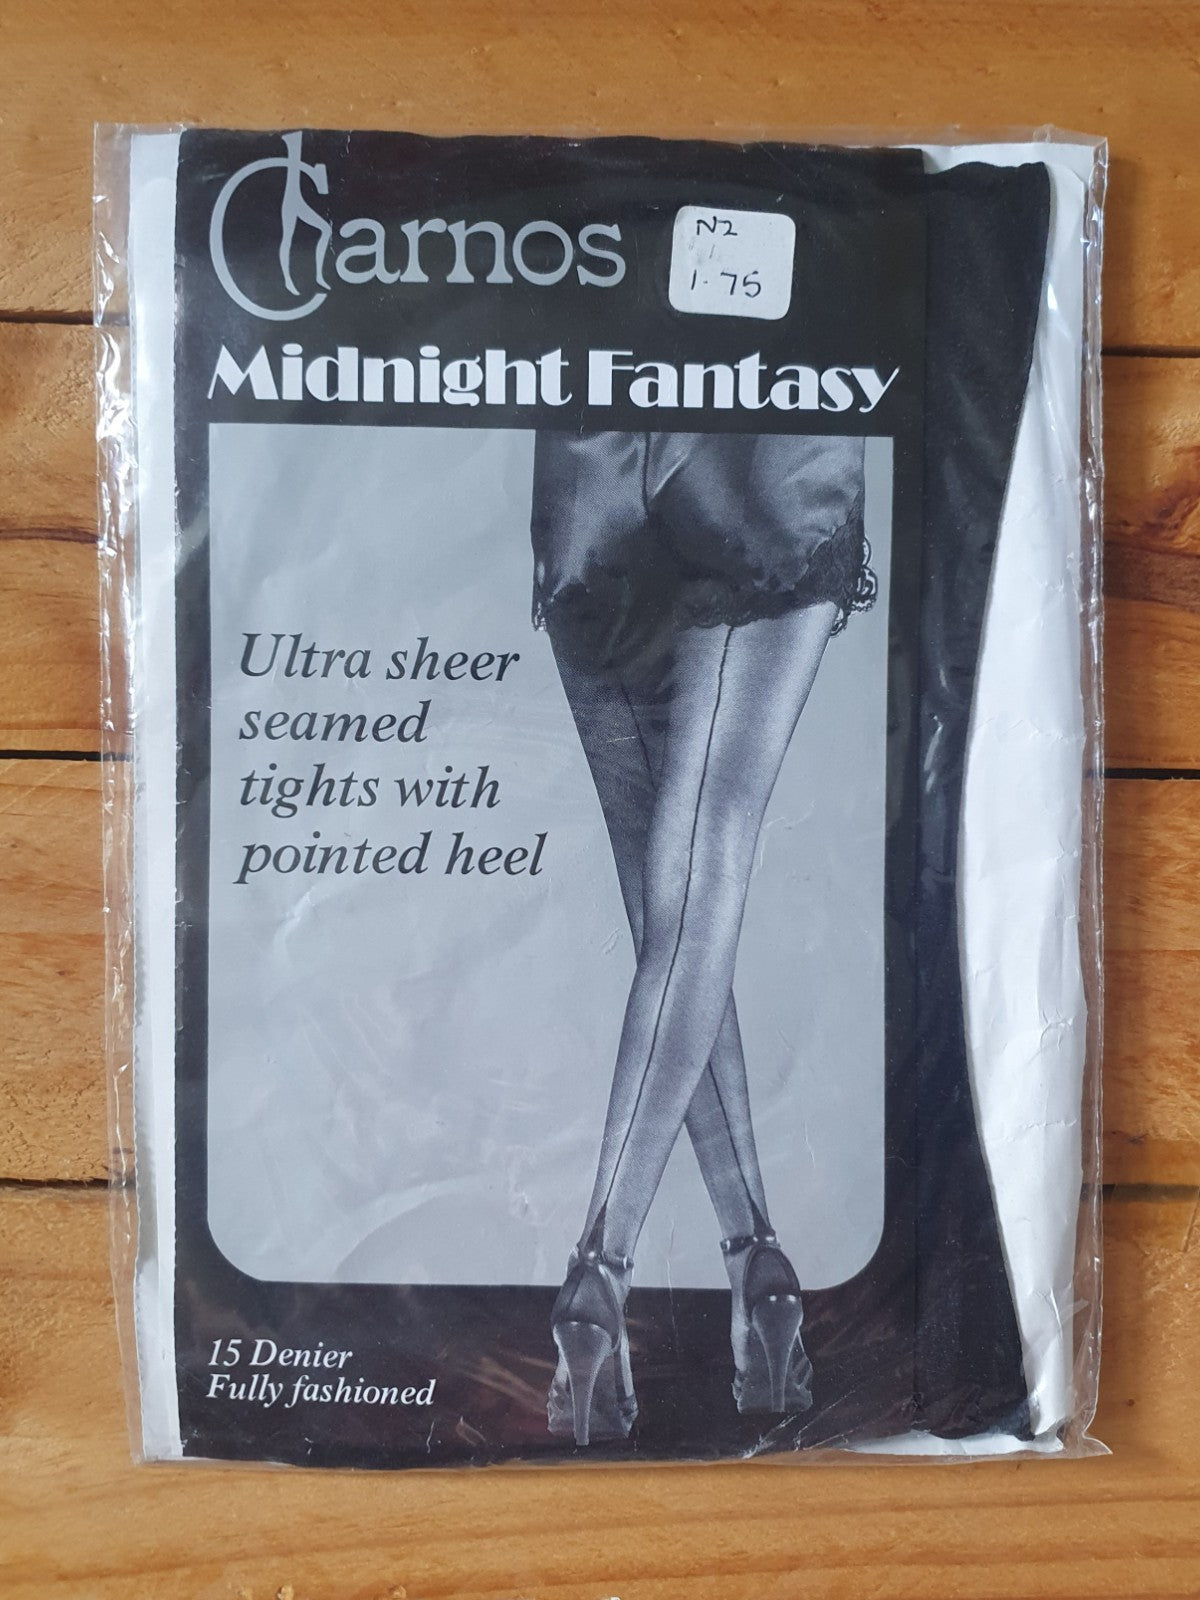 Charnos
N2
1.75
Midnight Fantasy
Ultra sheer
seamed
tights with
pointed heel
15 Denier
Fully fashioned